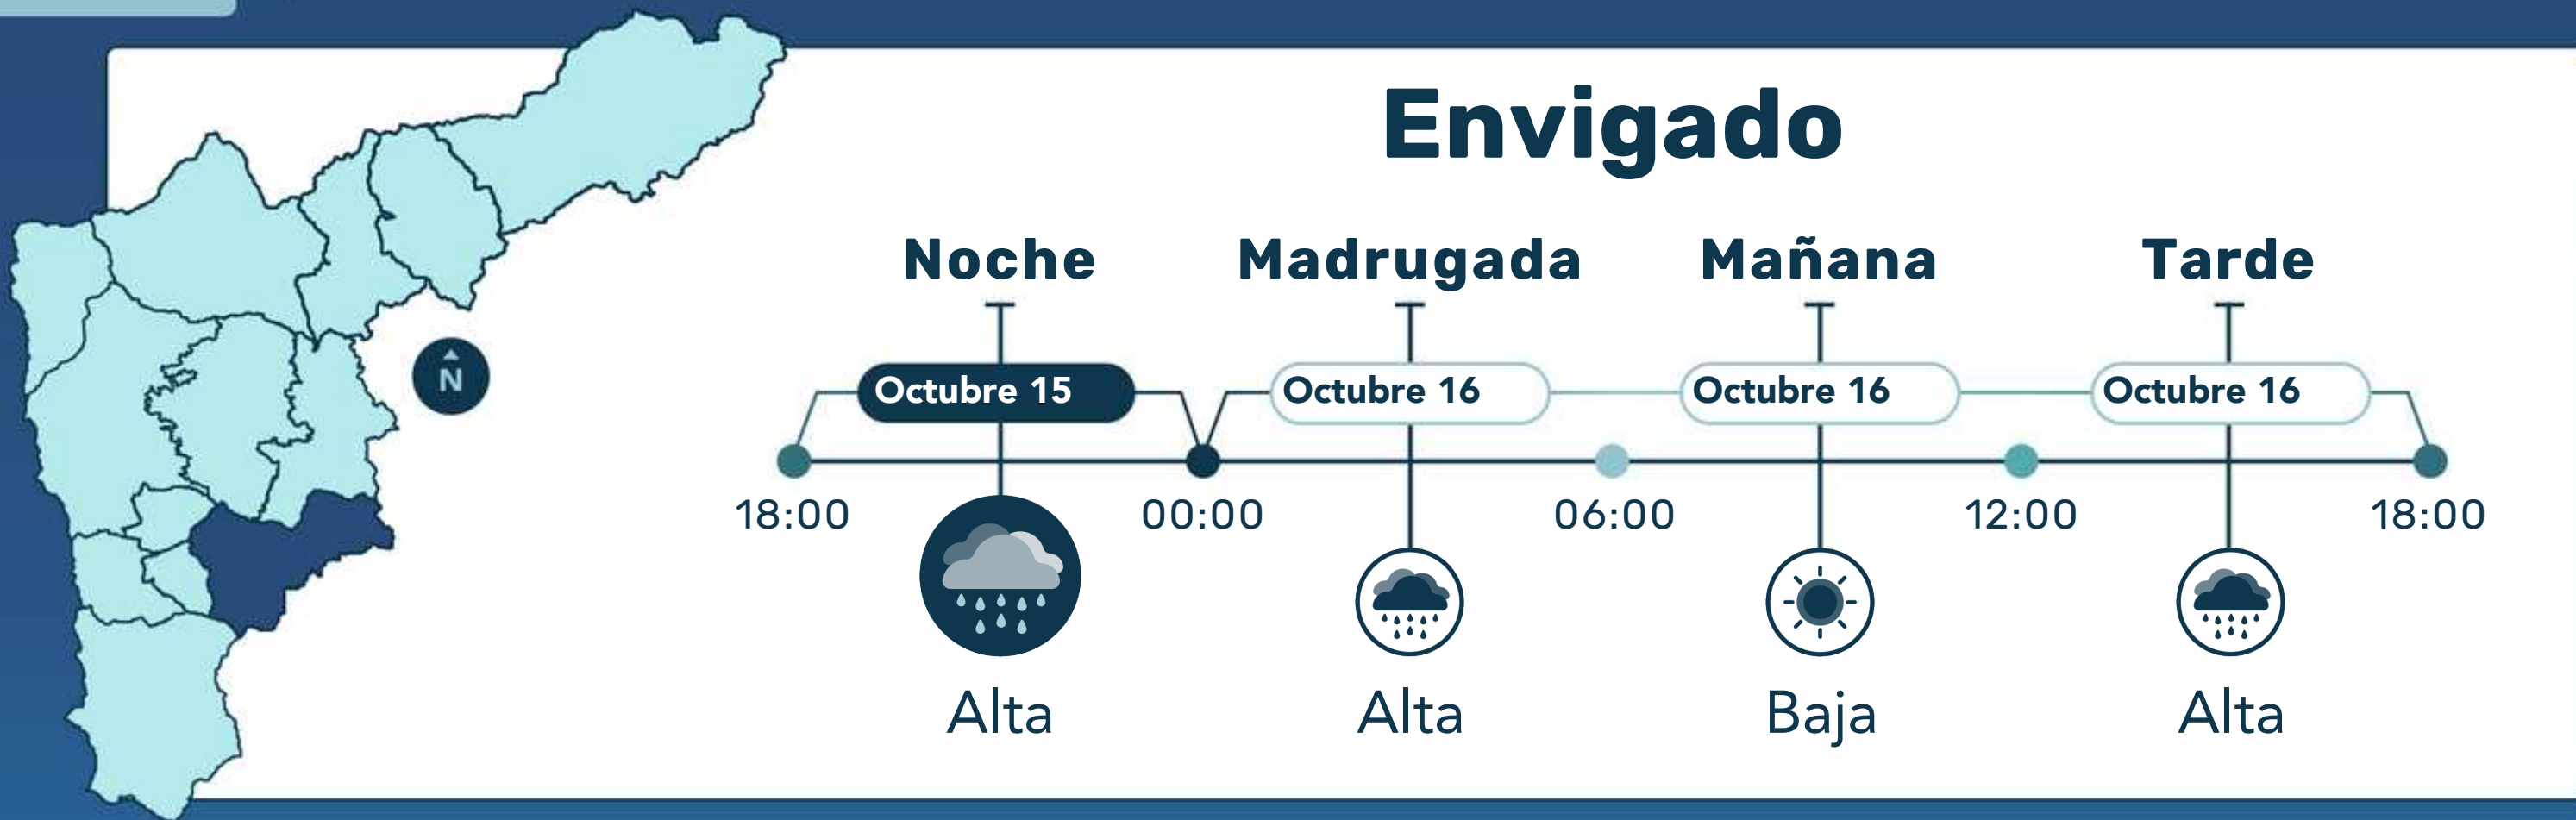 Envigado
Noche Madrugada Mañana Tarde
N
Octubre 15 Octubre 16 Octubre 16 Octubre 16
18:00 00:00 06:00 12:00 18:00
Alta Alta Baja Alta